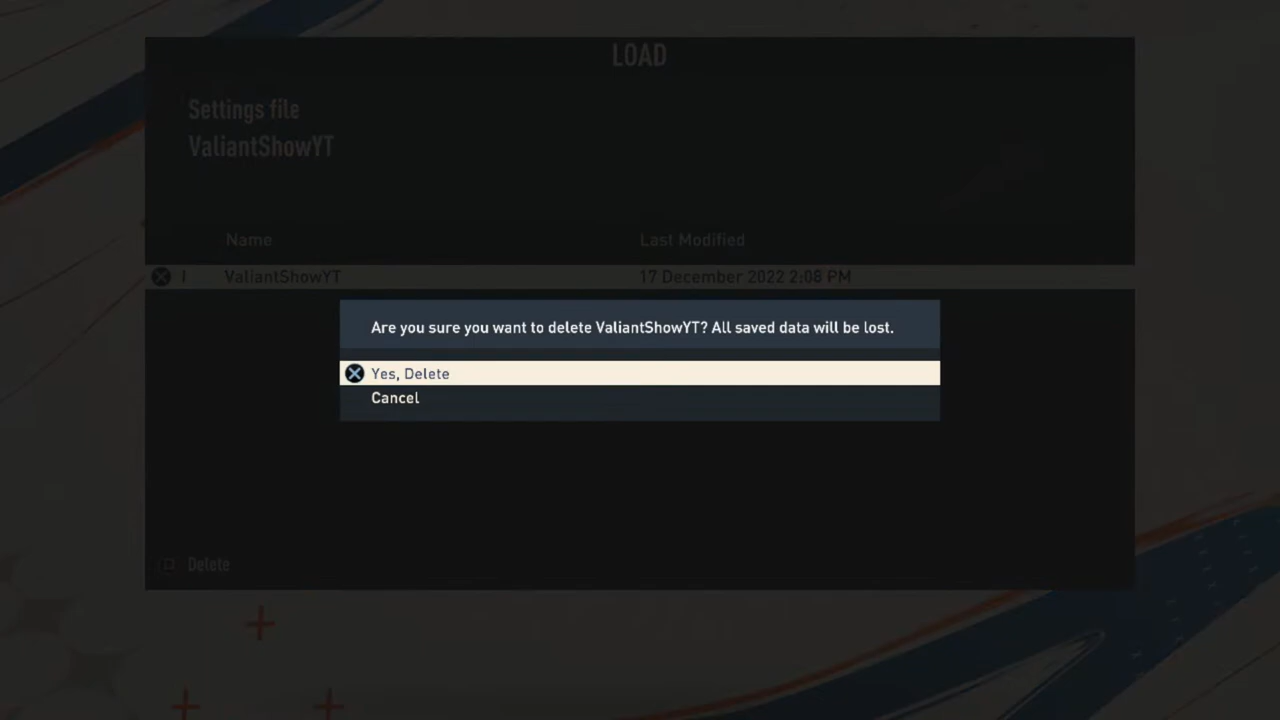 LOAD
Settings file
ValiantShowYT
Name Last Modified
1 ValiantShowYT 17 December 2022 2:08 PM
Are you sure you want to delete ValiantShowYT? All saved data will be lost.
Yes, Delete
Cancel
Delete